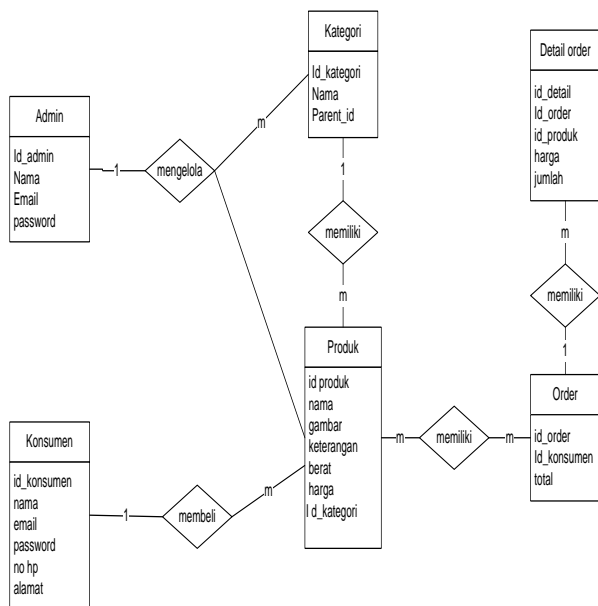 Kategori
Id_kategori
Nama
Parent_id
Detail order
id_detail
Id_order
id_produk
harga
jumlah
Admin
Id_admin
Nama
Email
password
1
mengelola
m
1
memiliki
m
m
memiliki
1
Produk
id produk
nama
gambar
keterangan
berat
harga
I d_kategori
m
memiliki
m
Order
id_order
Id_konsumen
total
Konsumen
id_konsumen
nama
email
password
no hp
alamat
1
membeli
m